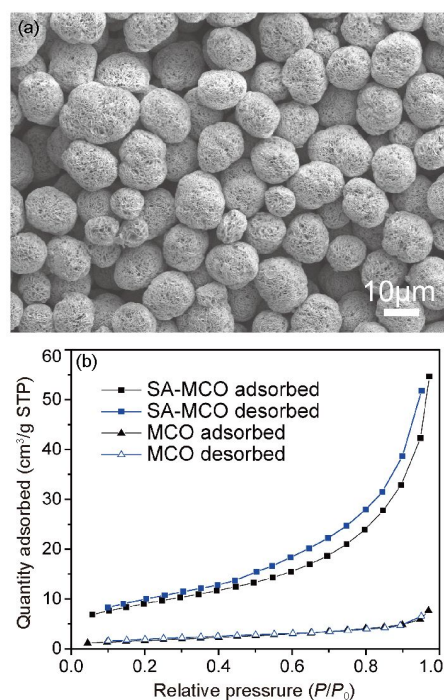 (a)
10μm
(b)
60
50
40
30
20
10
0
Quantity adsorbed (cm³/g STP)
SA-MCO adsorbed
SA-MCO desorbed
MCO adsorbed
MCO desorbed
0.0 0.2 0.4 0.6 0.8 1.0
Relative pressrure (P/P₀)